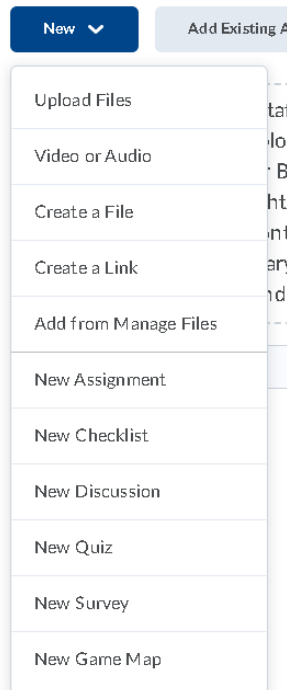 New
Add Existing
Upload Files
Video or Audio
Create a File
Create a Link
Add from Manage Files
New Assignment
New Checklist
New Discussion
New Quiz
New Survey
New Game Map